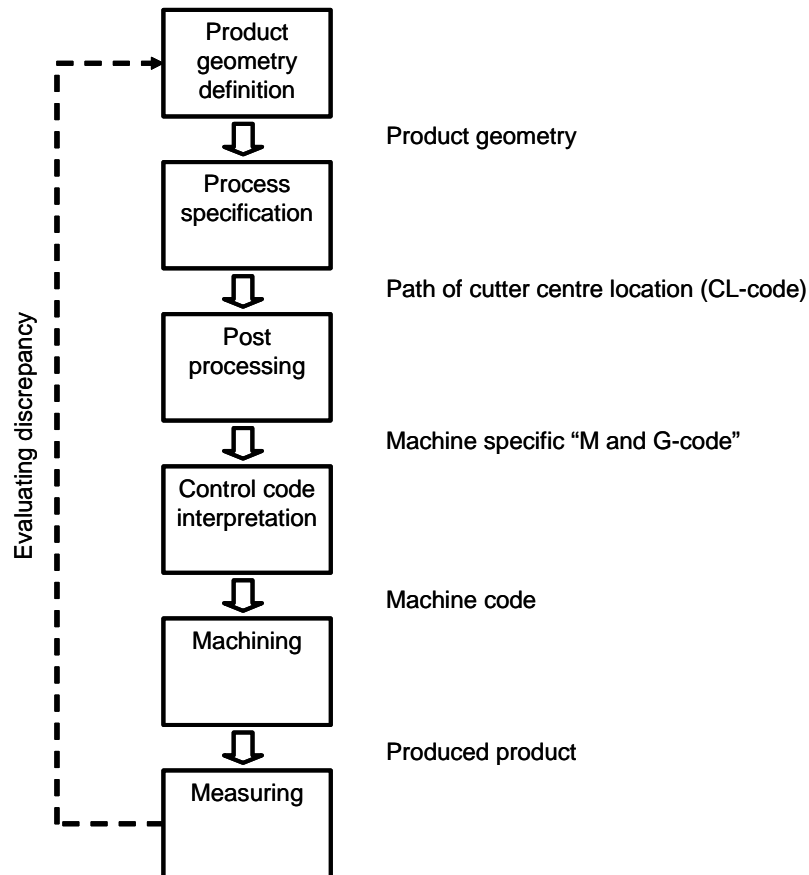 Product
geometry
definition
Product geometry
Process
specification
Path of cutter centre location (CL-code)
Post
processing
Machine specific “M and G-code”
Control code
interpretation
Machine code
Machining
Produced product
Measuring
Evaluating discrepancy